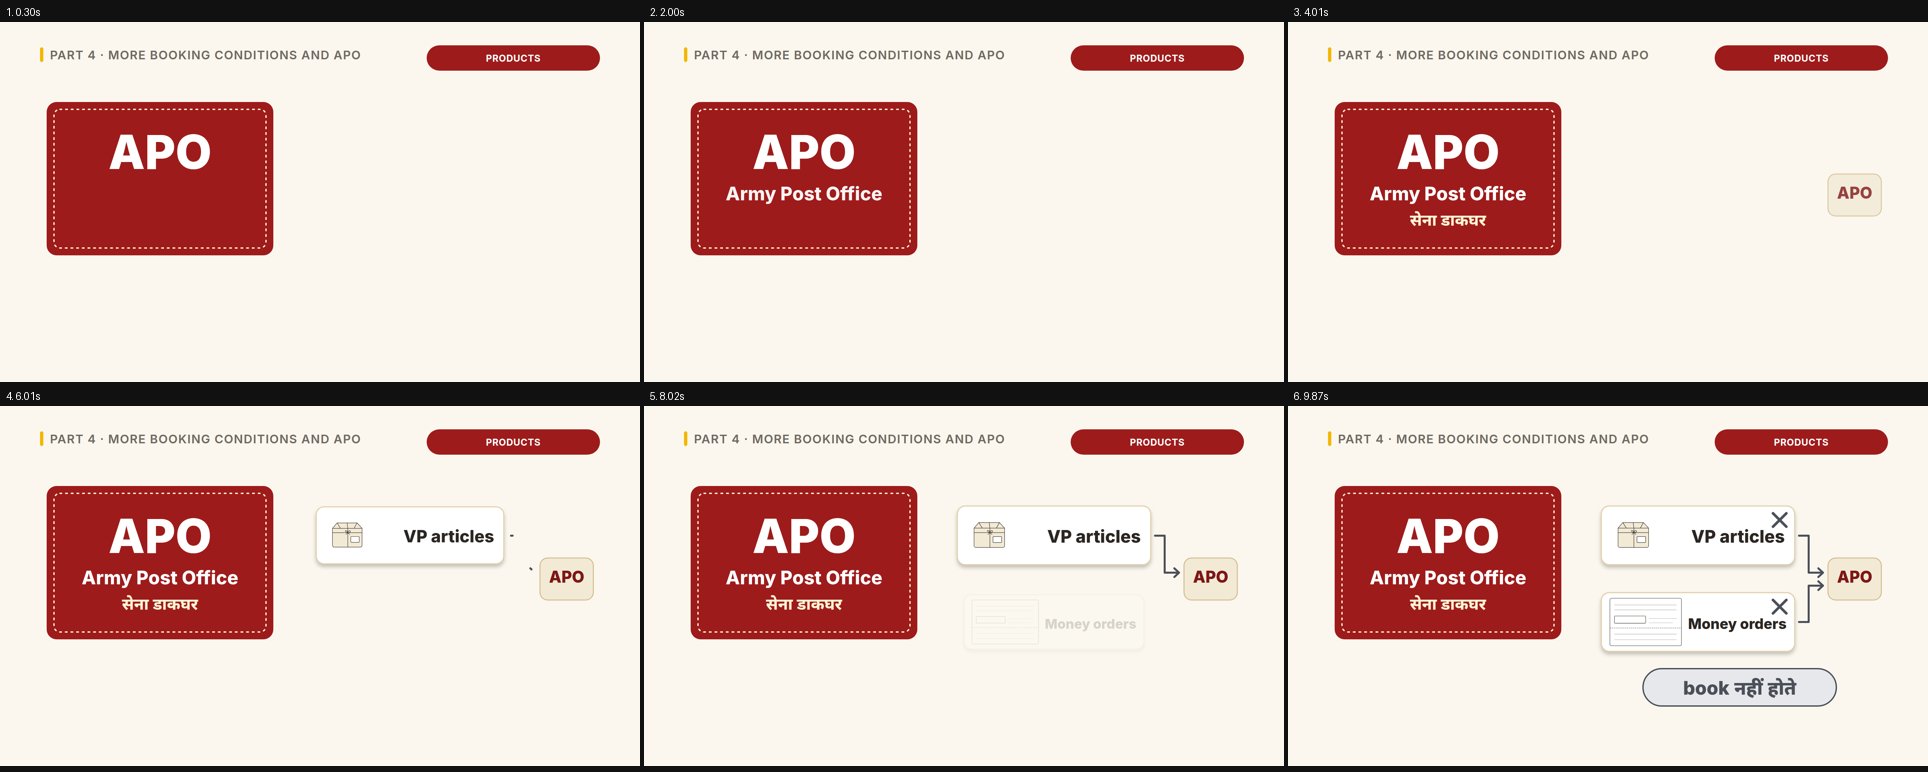 1. 0.30s
PART 4 · MORE BOOKING CONDITIONS AND APO
PRODUCTS
APO
2. 2.00s
PART 4 · MORE BOOKING CONDITIONS AND APO
PRODUCTS
APO
Army Post Office
3. 4.01s
PART 4 · MORE BOOKING CONDITIONS AND APO
PRODUCTS
APO
Army Post Office
सेना डाकघर
APO
4. 6.01s
PART 4 · MORE BOOKING CONDITIONS AND APO
PRODUCTS
APO
Army Post Office
सेना डाकघर
VP articles
APO
5. 8.02s
PART 4 · MORE BOOKING CONDITIONS AND APO
PRODUCTS
APO
Army Post Office
सेना डाकघर
VP articles
APO
Money orders
6. 9.87s
PART 4 · MORE BOOKING CONDITIONS AND APO
PRODUCTS
APO
Army Post Office
सेना डाकघर
VP articles
APO
Money orders
book नहीं होते